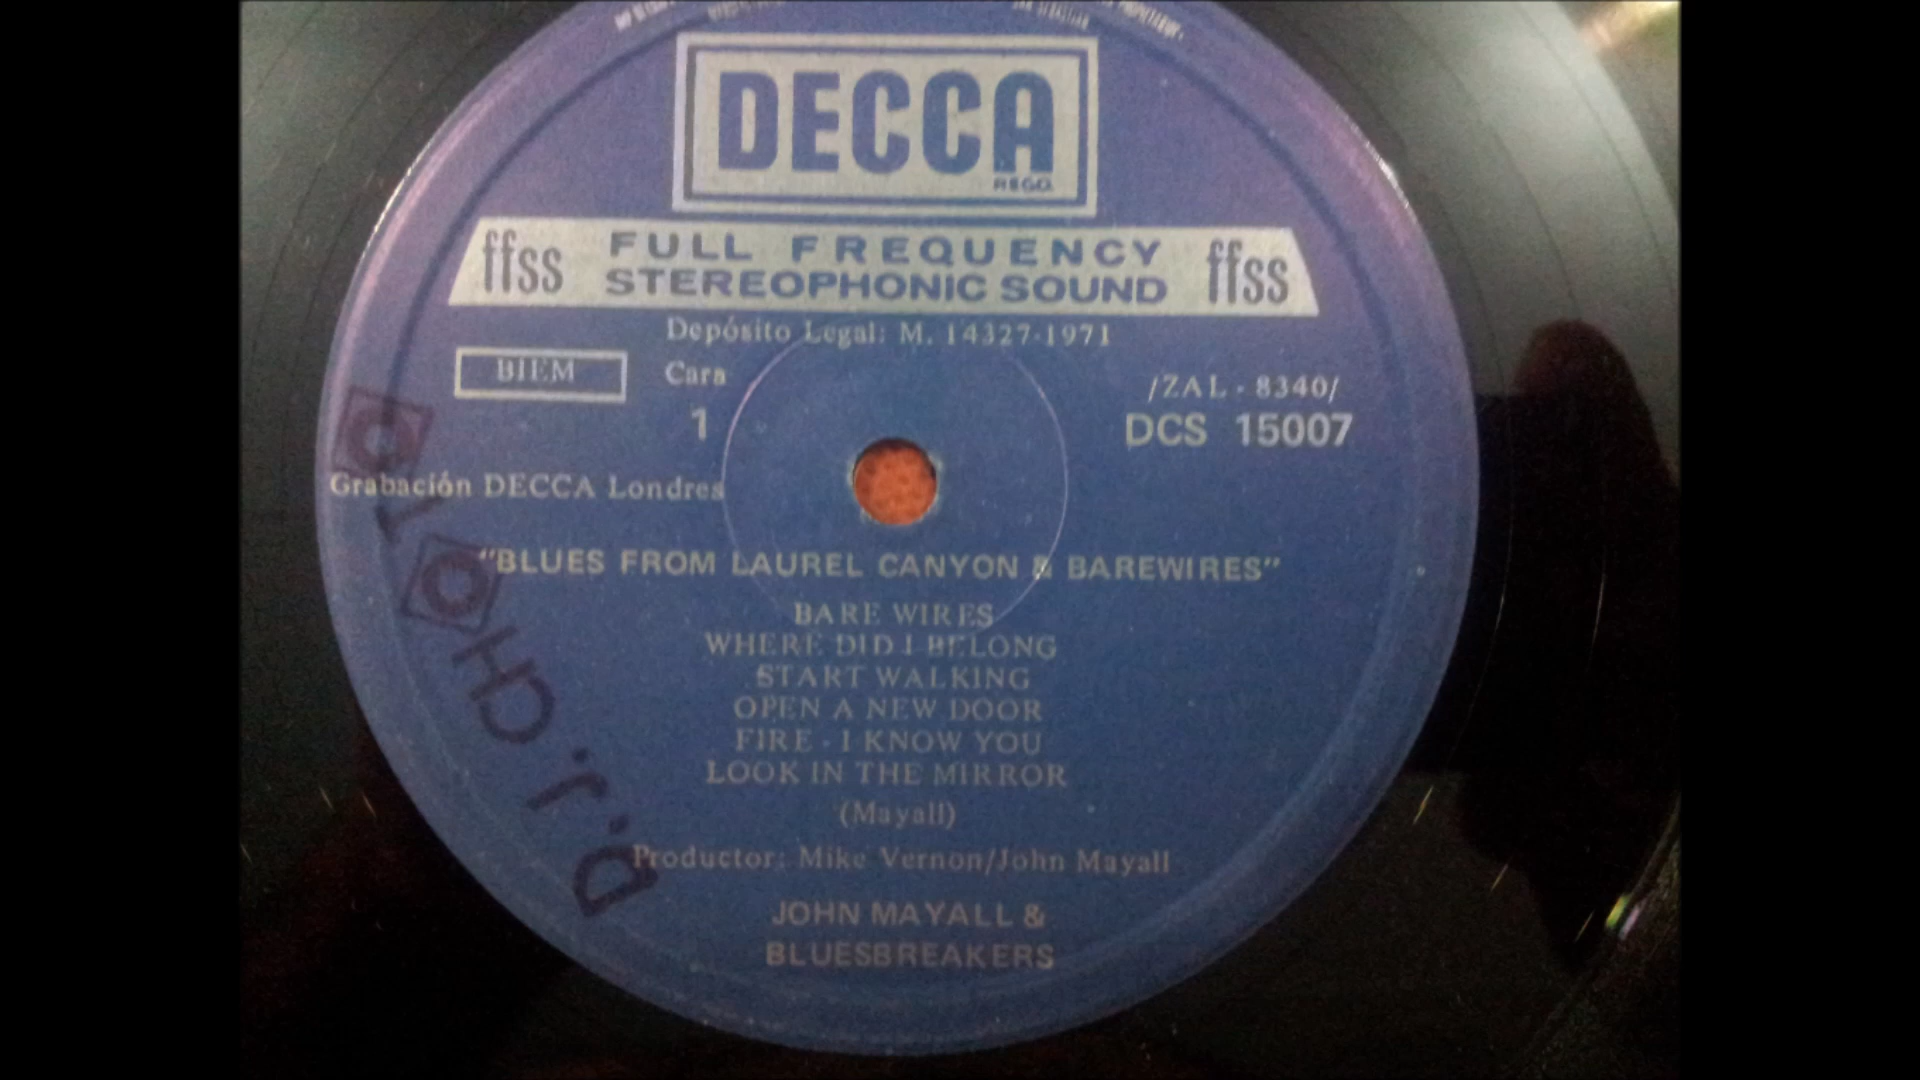 DECCA
REGD.
ffss FULL FREQUENCY ffss
STEREOPHONIC SOUND
Depósito Legal: M. 14327-1971
BIEM
Cara
1
/ZAL - 8340/
DCS 15007
Grabación DECCA Londres
"BLUES FROM LAUREL CANYON & BAREWIRES"
BARE WIRES
WHERE DID I BELONG
START WALKING
OPEN A NEW DOOR
FIRE - I KNOW YOU
LOOK IN THE MIRROR
(Mayall)
Productor: Mike Vernon/John Mayall
JOHN MAYALL &
BLUESBREAKERS
D.J. CHOTO